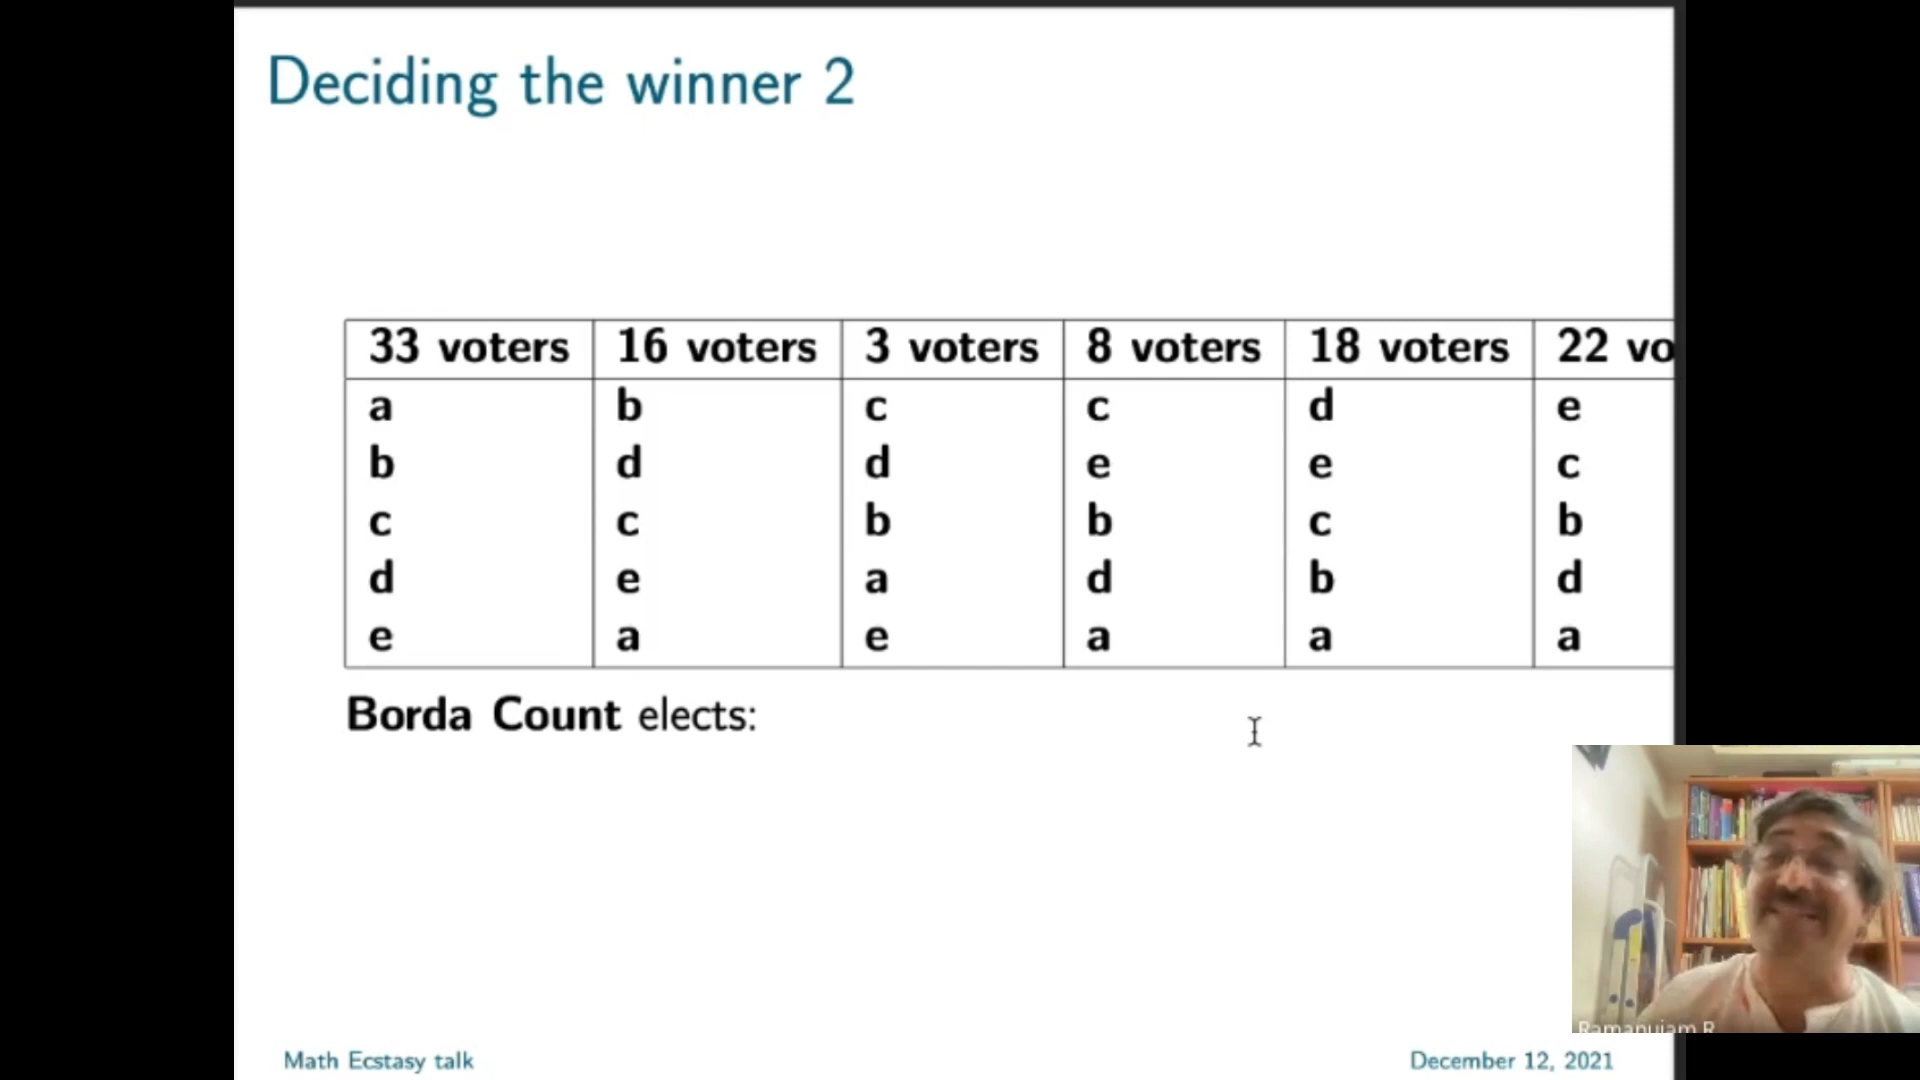 Deciding the winner 2
33 voters 16 voters 3 voters 8 voters 18 voters 22 vo
a b c c d e
b d d e e c
c c b b c b
d e a d b d
e a e a a a
Borda Count elects:
Ramanujam R
Math Ecstasy talk December 12, 2021